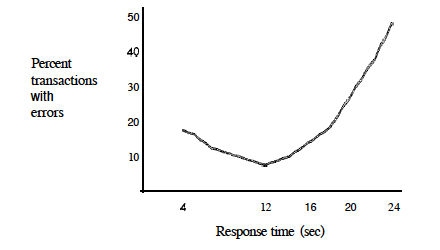 50
40
30
20
10
Percent
transactions
with
errors
4 12 16 20 24
Response time (sec)